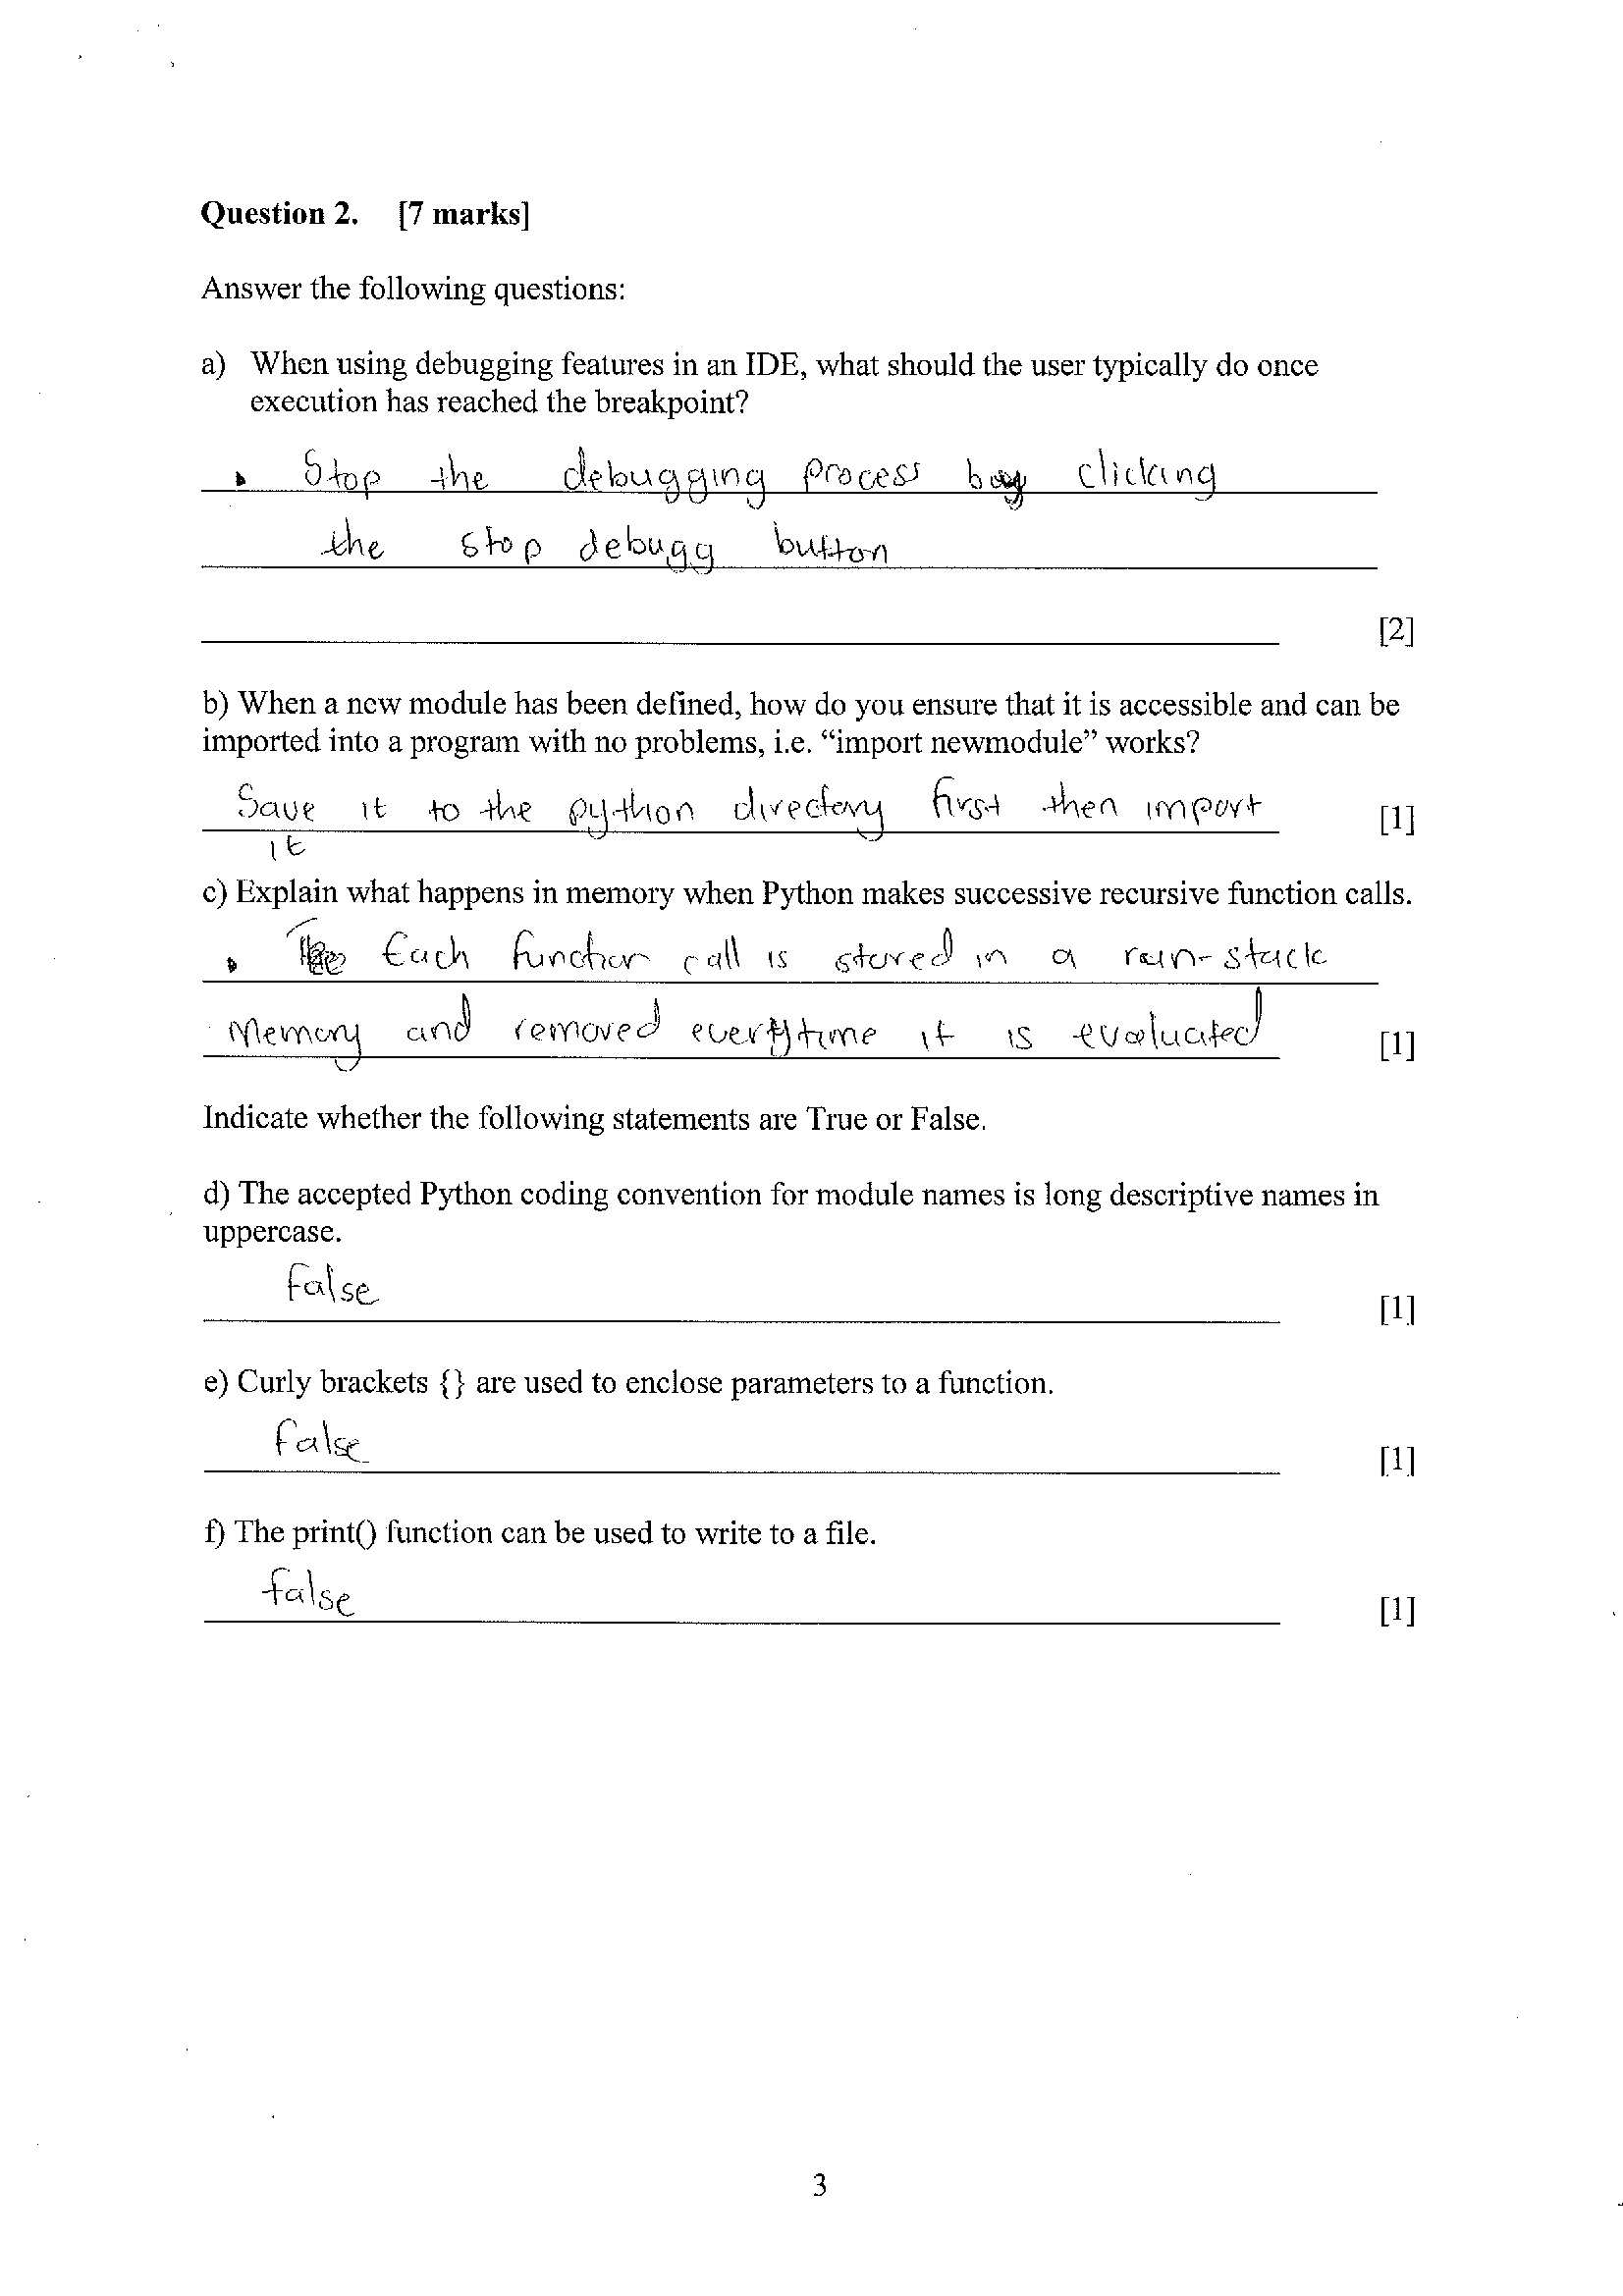 Question 2. [7 marks]
Answer the following questions:
a) When using debugging features in an IDE, what should the user typically do once
execution has reached the breakpoint?
Stop the debugging process by clicking
the stop debugg button
[2]
b) When a new module has been defined, how do you ensure that it is accessible and can be
imported into a program with no problems, i.e. “import newmodule” works?
Save it to the python directory first then import [1]
it
c) Explain what happens in memory when Python makes successive recursive function calls.
Each function call is stored in a run-stack
Memory and removed everytime it is evaluated [1]
Indicate whether the following statements are True or False.
d) The accepted Python coding convention for module names is long descriptive names in
uppercase.
False
[1]
e) Curly brackets {} are used to enclose parameters to a function.
False
[1]
f) The print() function can be used to write to a file.
false
[1]
3